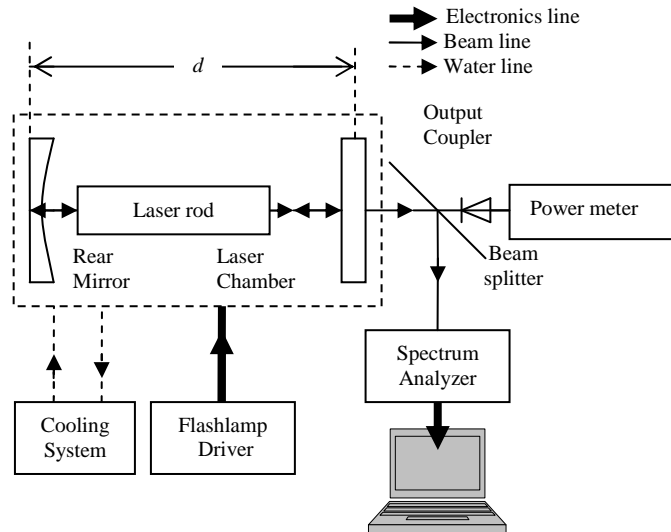 Electronics line
Beam line
Water line
d
Output
Coupler
Laser rod
Power meter
Rear
Mirror
Laser
Chamber
Beam
splitter
Spectrum
Analyzer
Cooling
System
Flashlamp
Driver